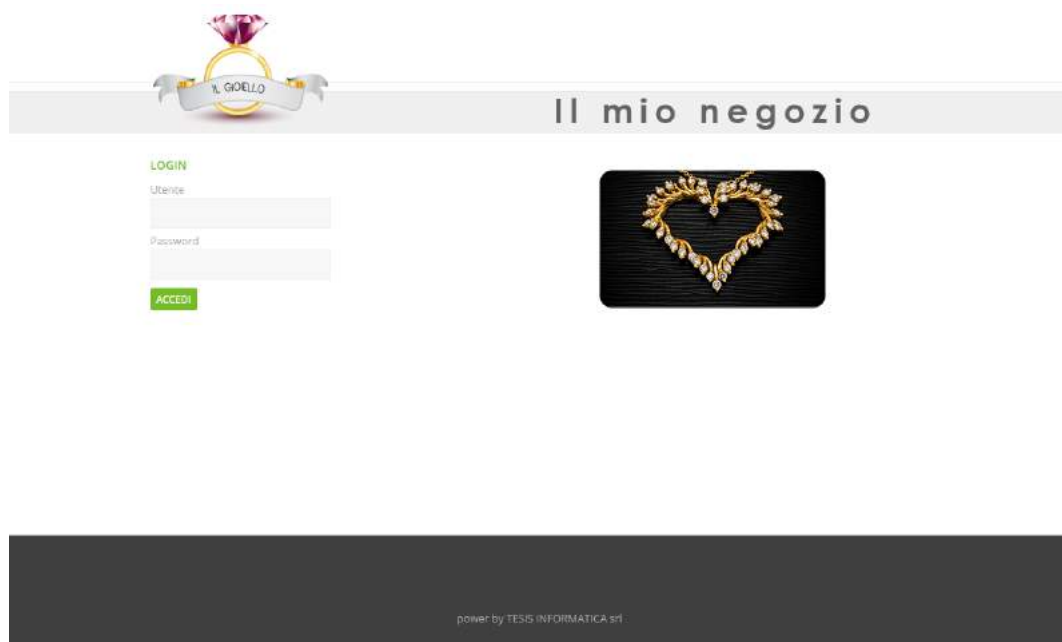 IL GIOIELLO
Il mio negozio
LOGIN
Utente
Password
ACCEDI
power by TESIS INFORMATICA srl